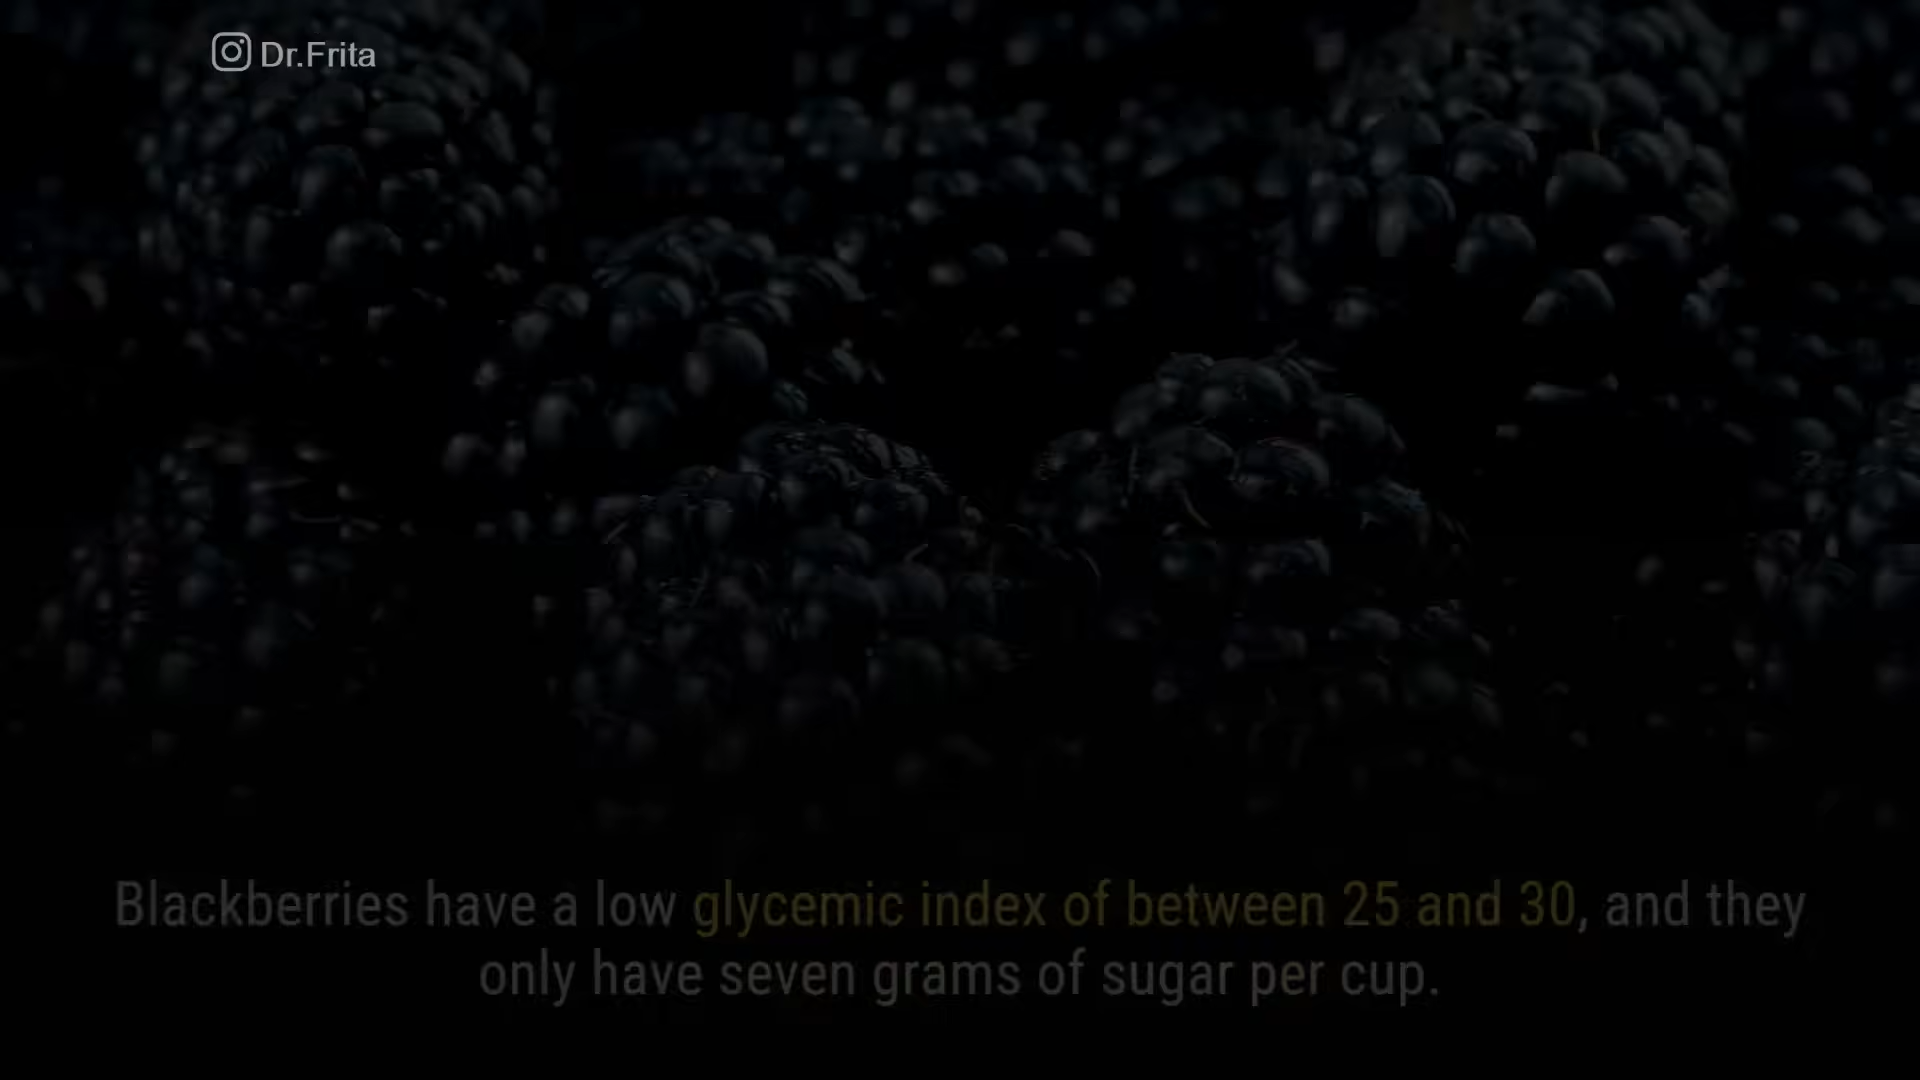 Dr.Frita
Blackberries have a low glycemic index of between 25 and 30, and they
only have seven grams of sugar per cup.